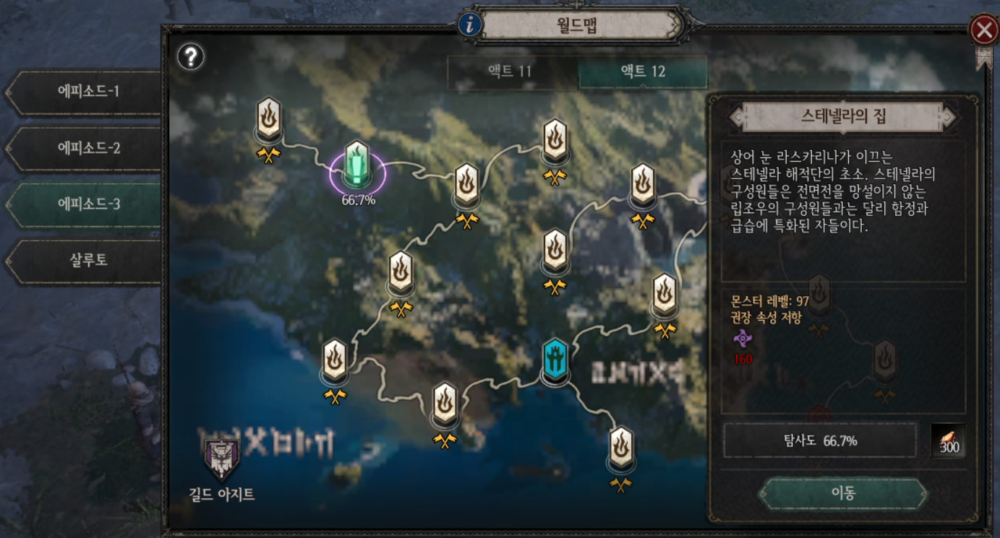 월드맵
액트 11
액트 12
에피소드-1
에피소드-2
에피소드-3
살루토
66.7%
길드 아지트
스테넬라의 집
상어 눈 라스카리나가 이끄는
스테넬라 해적단의 초소. 스테넬라의
구성원들은 전면전을 망설이지 않는
립조우의 구성원들과는 달리 함정과
급습에 특화된 자들이다.
몬스터 레벨: 97
권장 속성 저항
160
탐사도 66.7%
300
이동